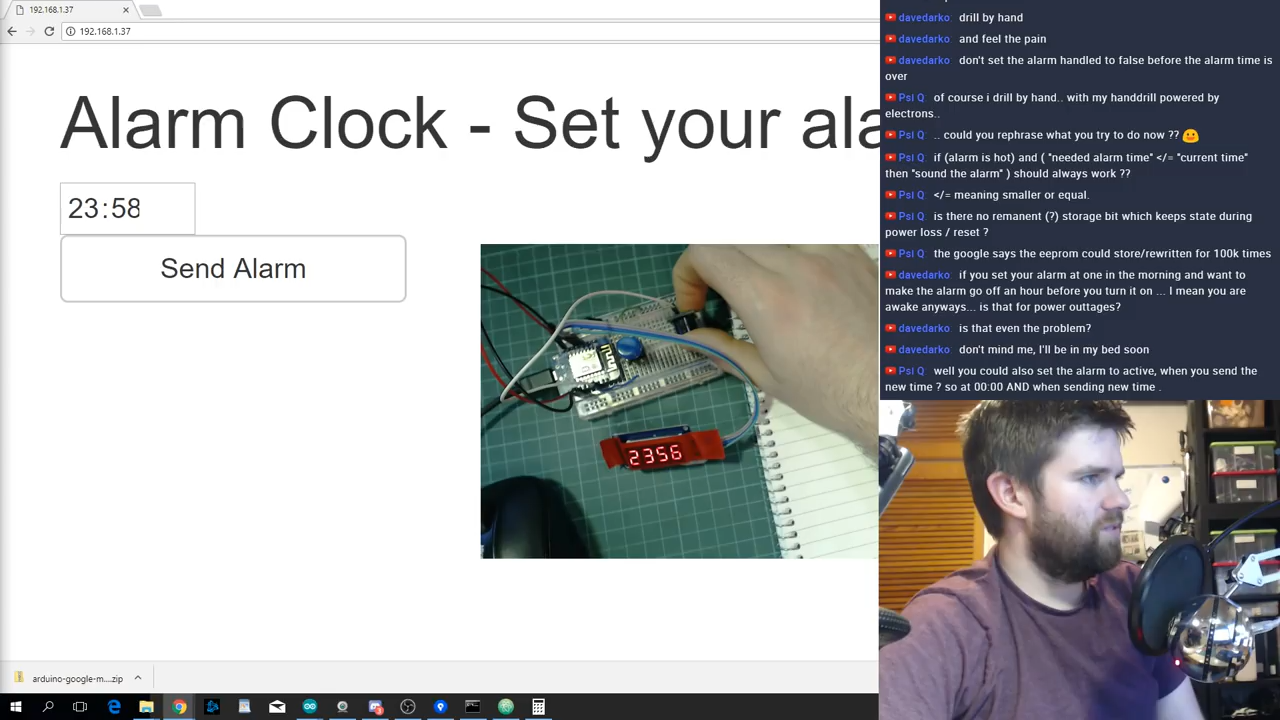 192.168.1.37
192.168.1.37
Alarm Clock - Set your ala
23:58
Send Alarm
2356
arduino-google-m....zip
davedarko drill by hand
davedarko and feel the pain
davedarko don't set the alarm handled to false before the alarm time is
over
Psi Q of course i drill by hand.. with my handdrill powered by
electrons..
Psi Q .. could you rephrase what you try to do now ??
Psi Q if (alarm is hot) and ( "needed alarm time" </= "current time"
then "sound the alarm" ) should always work ??
Psi Q </= meaning smaller or equal.
Psi Q is there no remanent (?) storage bit which keeps state during
power loss / reset ?
Psi Q the google says the eeprom could store/rewritten for 100k times
davedarko if you set your alarm at one in the morning and want to
make the alarm go off an hour before you turn it on ... I mean you are
awake anyways... is that for power outtages?
davedarko is that even the problem?
davedarko don't mind me, I'll be in my bed soon
Psi Q well you could also set the alarm to active, when you send the
new time ? so at 00:00 AND when sending new time .